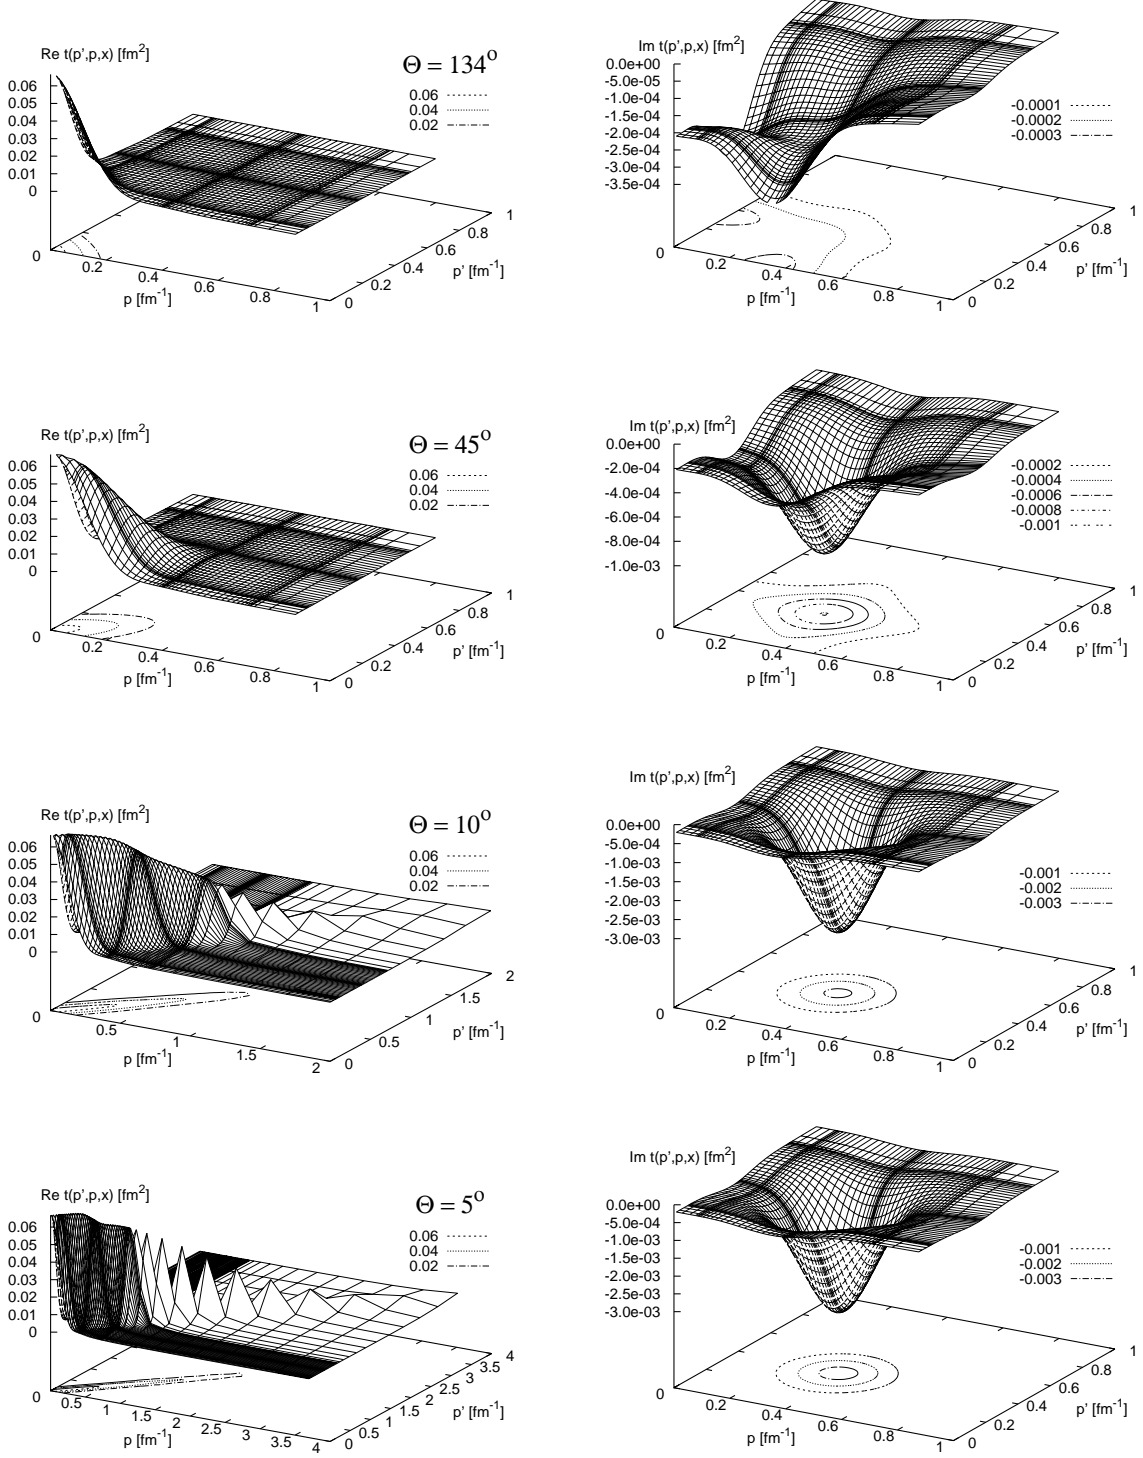 Re t(p',p,x) [fm²]
Θ = 134°
0.06
0.04
0.02
0.06
0.05
0.04
0.03
0.02
0.01
0
0
0.2
0.4
0.6
0.8
1
p [fm⁻¹]
0
0.2
0.4
0.6
0.8
1
p' [fm⁻¹]
Im t(p',p,x) [fm²]
-0.0001
-0.0002
-0.0003
0.0e+00
-5.0e-05
-1.0e-04
-1.5e-04
-2.0e-04
-2.5e-04
-3.0e-04
-3.5e-04
0
0.2
0.4
0.6
0.8
1
p [fm⁻¹]
0
0.2
0.4
0.6
0.8
1
p' [fm⁻¹]
Re t(p',p,x) [fm²]
Θ = 45°
0.06
0.04
0.02
0.06
0.05
0.04
0.03
0.02
0.01
0
0
0.2
0.4
0.6
0.8
1
p [fm⁻¹]
0
0.2
0.4
0.6
0.8
1
p' [fm⁻¹]
Im t(p',p,x) [fm²]
-0.0002
-0.0004
-0.0006
-0.0008
-0.001
0.0e+00
-2.0e-04
-4.0e-04
-6.0e-04
-8.0e-04
-1.0e-03
0
0.2
0.4
0.6
0.8
1
p [fm⁻¹]
0
0.2
0.4
0.6
0.8
1
p' [fm⁻¹]
Re t(p',p,x) [fm²]
Θ = 10°
0.06
0.04
0.02
0.06
0.05
0.04
0.03
0.02
0.01
0
0
0.5
1
1.5
2
p [fm⁻¹]
0
0.5
1
1.5
2
p' [fm⁻¹]
Im t(p',p,x) [fm²]
-0.001
-0.002
-0.003
0.0e+00
-5.0e-04
-1.0e-03
-1.5e-03
-2.0e-03
-2.5e-03
-3.0e-03
0
0.2
0.4
0.6
0.8
1
p [fm⁻¹]
0
0.2
0.4
0.6
0.8
1
p' [fm⁻¹]
Re t(p',p,x) [fm²]
Θ = 5°
0.06
0.04
0.02
0.06
0.05
0.04
0.03
0.02
0.01
0
0
0.5
1
1.5
2
2.5
3
3.5
4
p [fm⁻¹]
0
0.5
1
1.5
2
2.5
3
3.5
4
p' [fm⁻¹]
Im t(p',p,x) [fm²]
-0.001
-0.002
-0.003
0.0e+00
-5.0e-04
-1.0e-03
-1.5e-03
-2.0e-03
-2.5e-03
-3.0e-03
0
0.2
0.4
0.6
0.8
1
p [fm⁻¹]
0
0.2
0.4
0.6
0.8
1
p' [fm⁻¹]